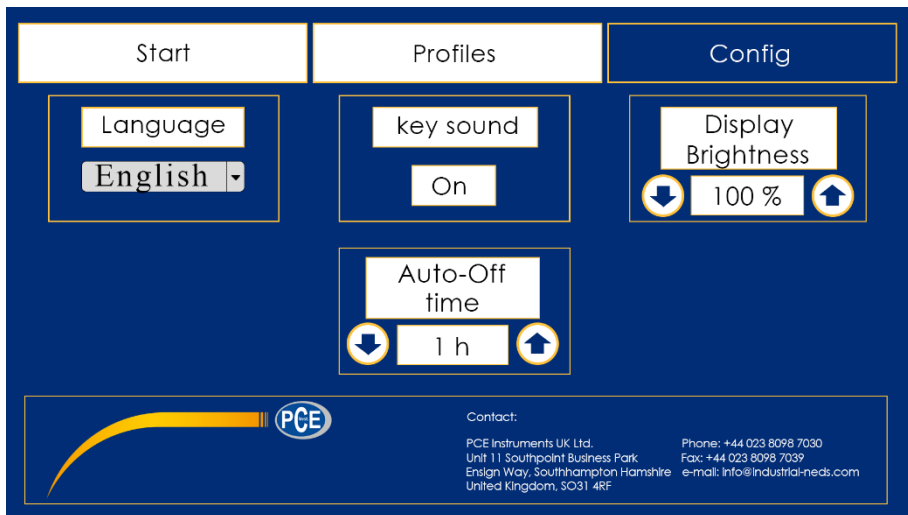 Start
Profiles
Config
Language
English
key sound
On
Display
Brightness
100 %
Auto-Off
time
1 h
PCE
Contact:
PCE Instruments UK Ltd.
Unit 11 Southpoint Business Park
Ensign Way, Southhampton Hamshire
United Kingdom, SO31 4RF
Phone: +44 023 8098 7030
Fax: +44 023 8098 7039
e-mail: info@industrial-neds.com